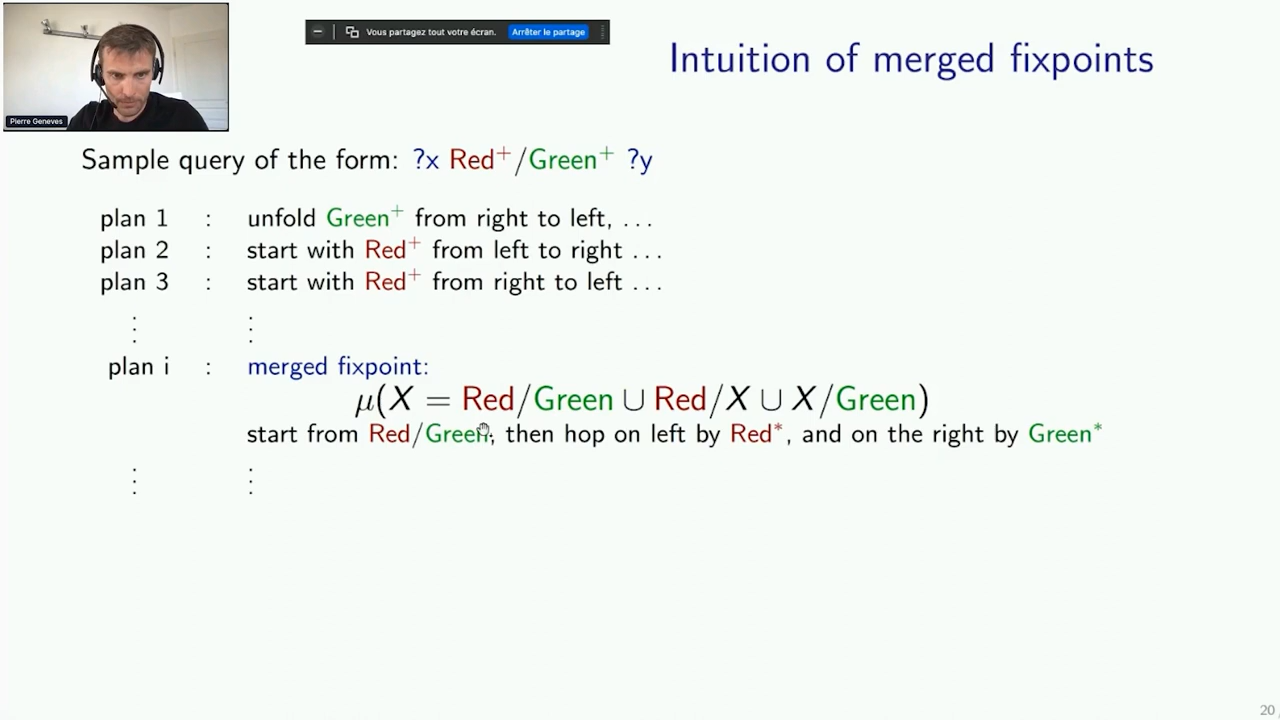 Vous partagez tout votre écran. Arrêter le partage
Intuition of merged fixpoints
Pierre Geneves
Sample query of the form: ?x Red⁺/Green⁺ ?y
plan 1 : unfold Green⁺ from right to left, . . .
plan 2 : start with Red⁺ from left to right . . .
plan 3 : start with Red⁺ from right to left . . .
⋮ ⋮
plan i : merged fixpoint:
μ(X = Red/Green ∪ Red/X ∪ X/Green)
start from Red/Green, then hop on left by Red*, and on the right by Green*
⋮ ⋮
20